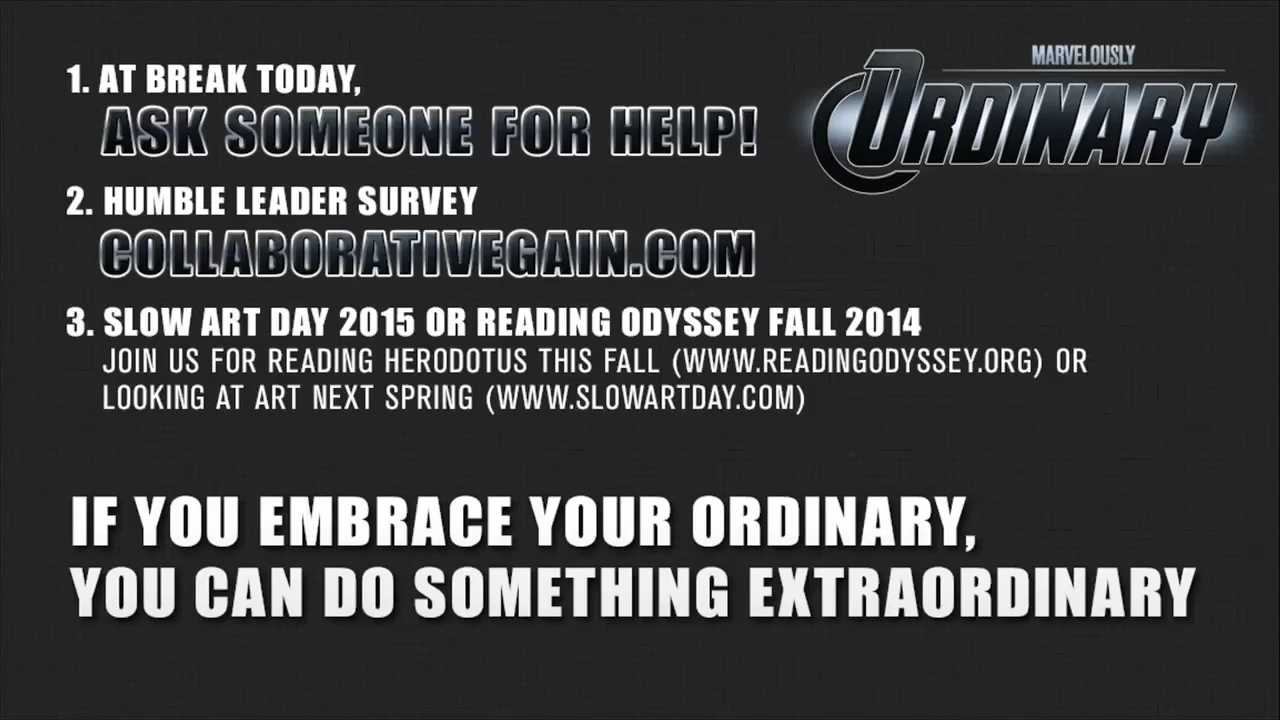 MARVELOUSLY
ORDINARY
1. AT BREAK TODAY,
ASK SOMEONE FOR HELP!
2. HUMBLE LEADER SURVEY
COLLABORATIVEGAIN.COM
3. SLOW ART DAY 2015 OR READING ODYSSEY FALL 2014
JOIN US FOR READING HERODOTUS THIS FALL (WWW.READINGODYSSEY.ORG) OR
LOOKING AT ART NEXT SPRING (WWW.SLOWARTDAY.COM)
IF YOU EMBRACE YOUR ORDINARY,
YOU CAN DO SOMETHING EXTRAORDINARY